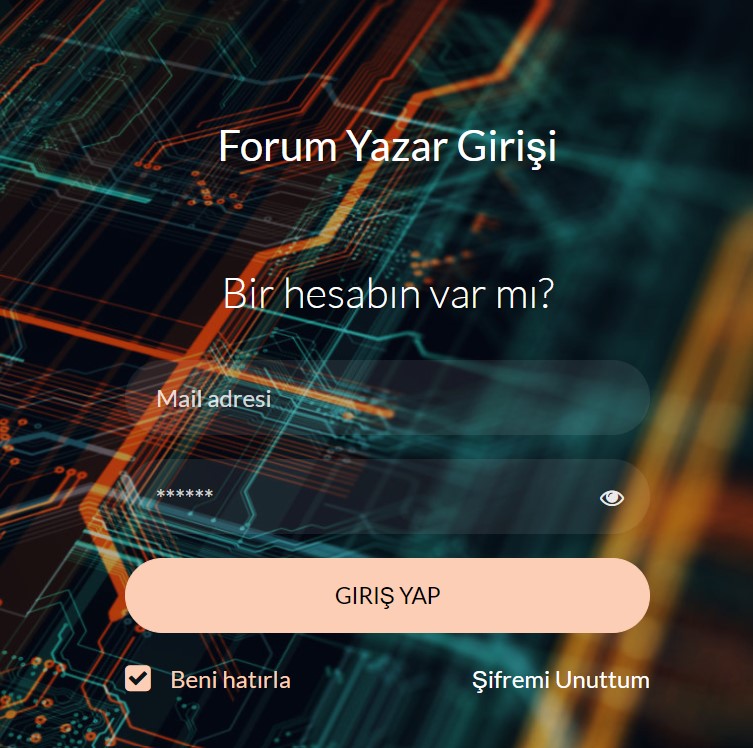 Forum Yazar Girişi
Bir hesabın var mı?
Mail adresi
******
GIRIŞ YAP
Beni hatırla
Şifremi Unuttum